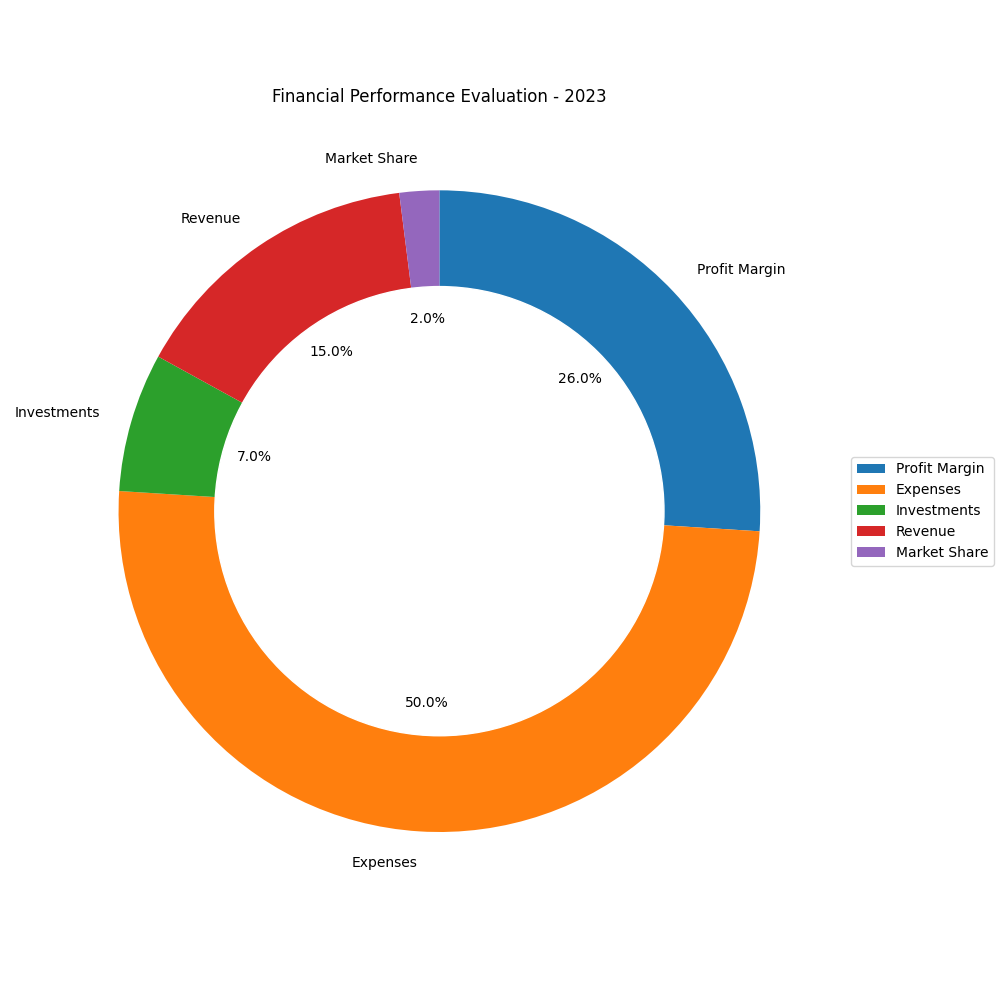 Financial Performance Evaluation - 2023
Market Share
Revenue
Profit Margin
2.0%
15.0%
26.0%
Investments
7.0%
Profit Margin
Expenses
Investments
Revenue
Market Share
50.0%
Expenses